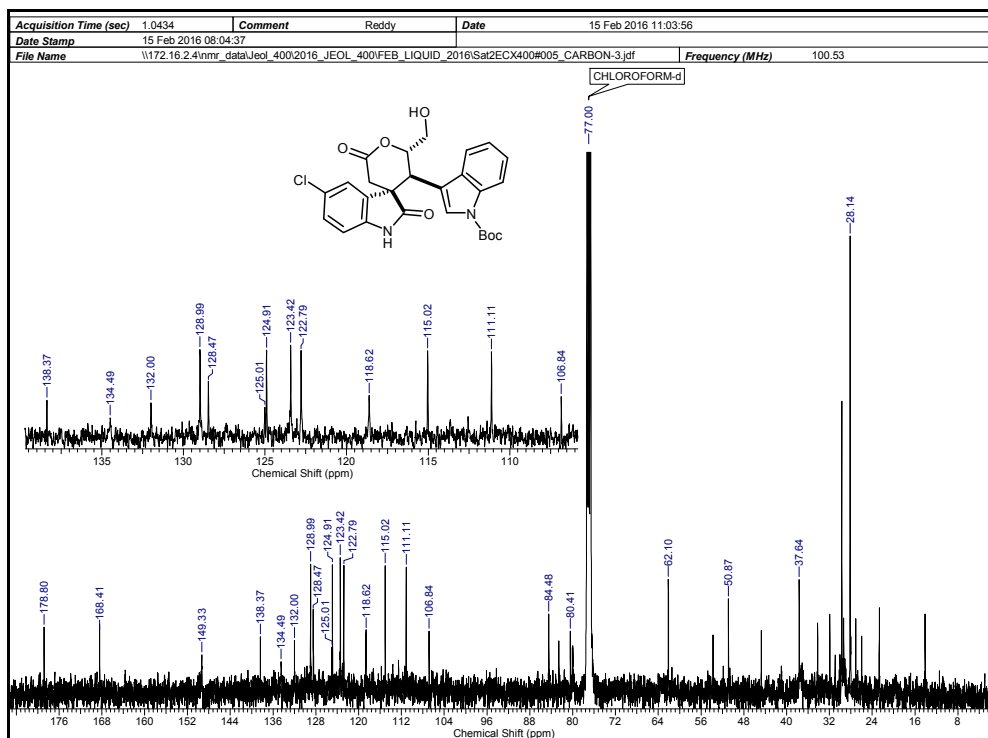 Acquisition Time (sec) 1.0434 Comment Reddy Date 15 Feb 2016 11:03:56
Date Stamp 15 Feb 2016 08:04:37
File Name \\172.16.2.4\nmr_data\Jeol_400\2016_JEOL_400\FEB_LIQUID_2016\Sat2ECX400#005_CARBON-3.jdf Frequency (MHz) 100.53
CHLOROFORM-d
77.00
HO
O
O
Cl
O
N
H
N
Boc
28.14
138.37
134.49
132.00
128.99
128.47
125.01
124.91
123.42
122.79
118.62
115.02
111.11
106.84
135 130 125 120 115 110
Chemical Shift (ppm)
178.80
168.41
149.33
138.37
134.49
132.00
128.99
128.47
125.01
124.91
123.42
122.79
118.62
115.02
111.11
106.84
84.48
80.41
62.10
50.87
37.64
176 168 160 152 144 136 128 120 112 104 96 88 80 72 64 56 48 40 32 24 16 8
Chemical Shift (ppm)